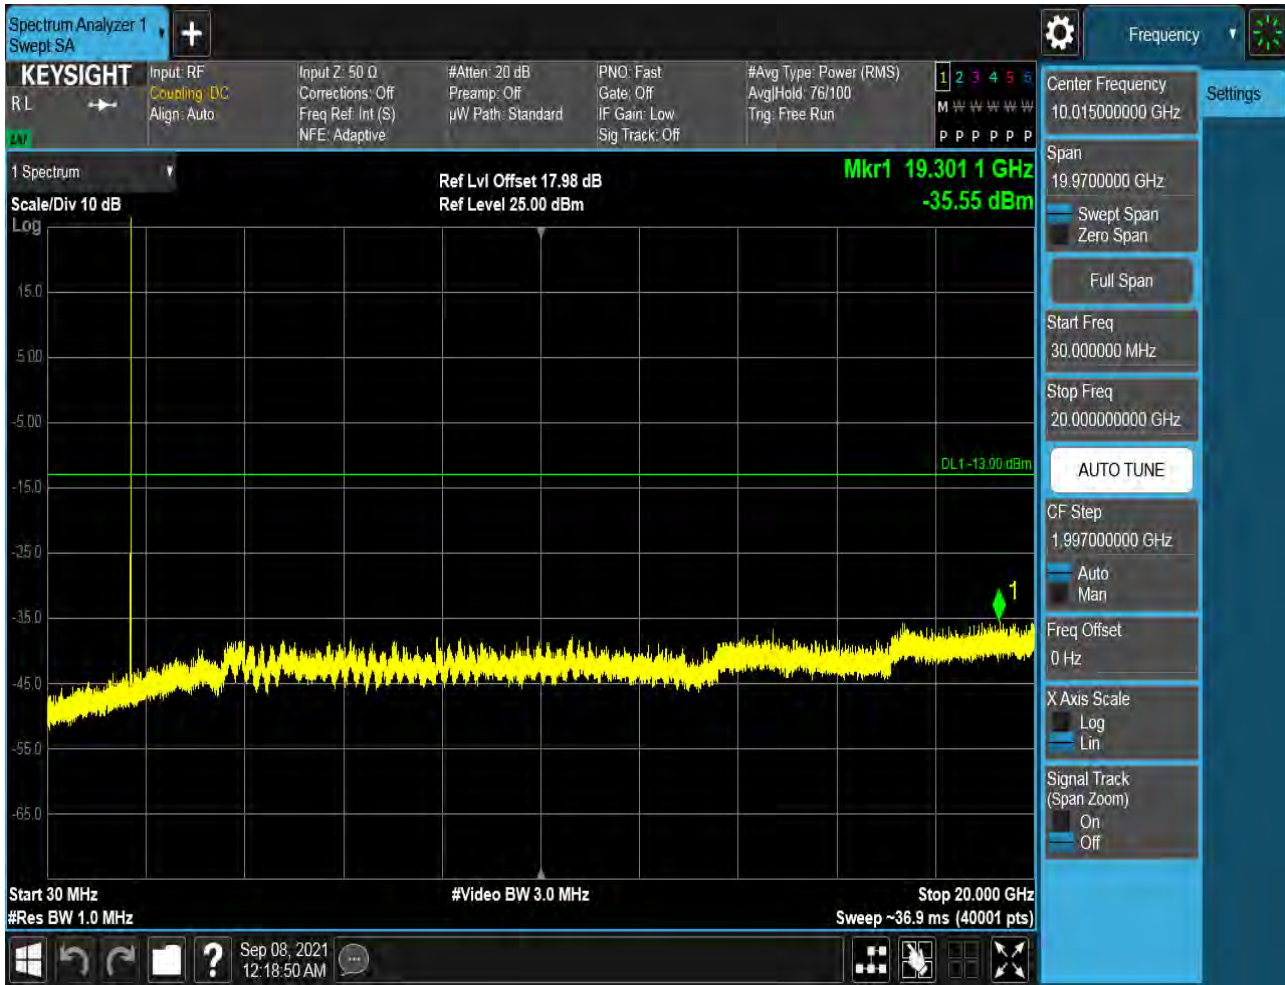 Spectrum Analyzer 1
Swept SA
Frequency
KEYSIGHT
R L
LNI
Input: RF
Coupling: DC
Align: Auto
Input Z: 50 Ω
Corrections: Off
Freq Ref: Int (S)
NFE: Adaptive
#Atten: 20 dB
Preamp: Off
µW Path: Standard
PNO: Fast
Gate: Off
IF Gain: Low
Sig Track: Off
#Avg Type: Power (RMS)
Avg|Hold: 76/100
Trig: Free Run
1 2 3 4 5 6
M W W W W W
P P P P P P
1 Spectrum
Scale/Div 10 dB
Log
Ref Lvl Offset 17.98 dB
Ref Level 25.00 dBm
Mkr1 19.301 1 GHz
-35.55 dBm
15.0
5.00
-5.00
-15.0
-25.0
-35.0
-45.0
-55.0
-65.0
DL1 -13.00 dBm
1
Start 30 MHz
#Res BW 1.0 MHz
#Video BW 3.0 MHz
Stop 20.000 GHz
Sweep ~36.9 ms (40001 pts)
Center Frequency
10.015000000 GHz
Settings
Span
19.9700000 GHz
Swept Span
Zero Span
Full Span
Start Freq
30.000000 MHz
Stop Freq
20.000000000 GHz
AUTO TUNE
CF Step
1.997000000 GHz
Auto
Man
Freq Offset
0 Hz
X Axis Scale
Log
Lin
Signal Track
(Span Zoom)
On
Off
?
Sep 08, 2021
12:18:50 AM